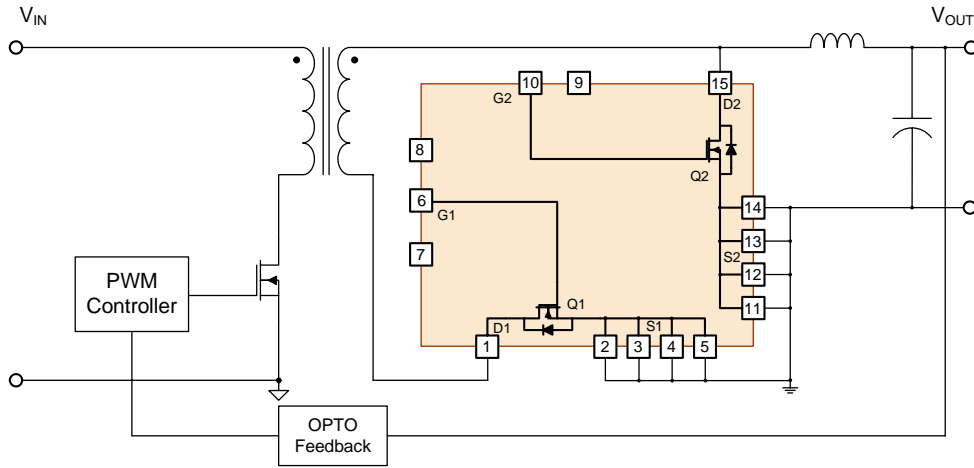 VIN
VOUT
10
9
15
G2
D2
8
Q2
6
G1
14
13
S2
7
12
PWM
Controller
11
Q1
D1
S1
1
2
3
4
5
OPTO
Feedback